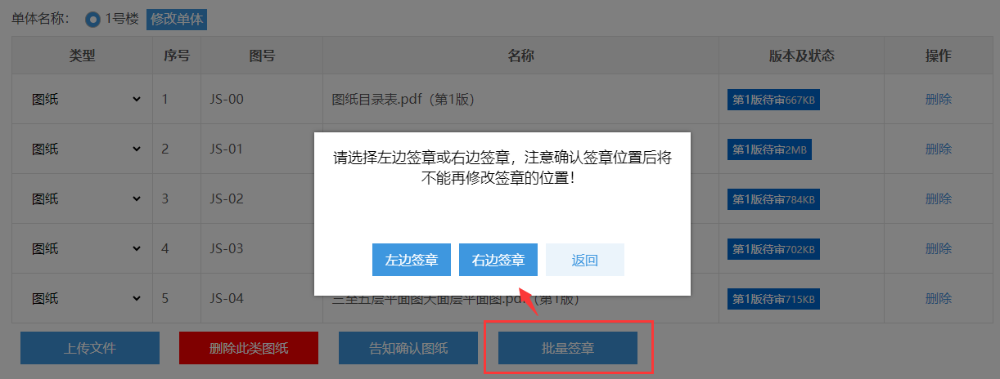 单体名称： 1号楼 修改单体
类型 序号 图号 名称 版本及状态 操作
图纸 1 JS-00 图纸目录表.pdf（第1版） 第1版待审667KB 删除
图纸 2 JS-01 第1版待审2MB 删除
请选择左边签章或右边签章，注意确认签章位置后将
不能再修改签章的位置！
图纸 3 JS-02 第1版待审784KB 删除
图纸 4 JS-03 第1版待审702KB 删除
左边签章 右边签章 返回
图纸 5 JS-04 三至五层平面图大面层平面图.pdf（第1版） 第1版待审715KB 删除
上传文件 删除此类图纸 告知确认图纸 批量签章